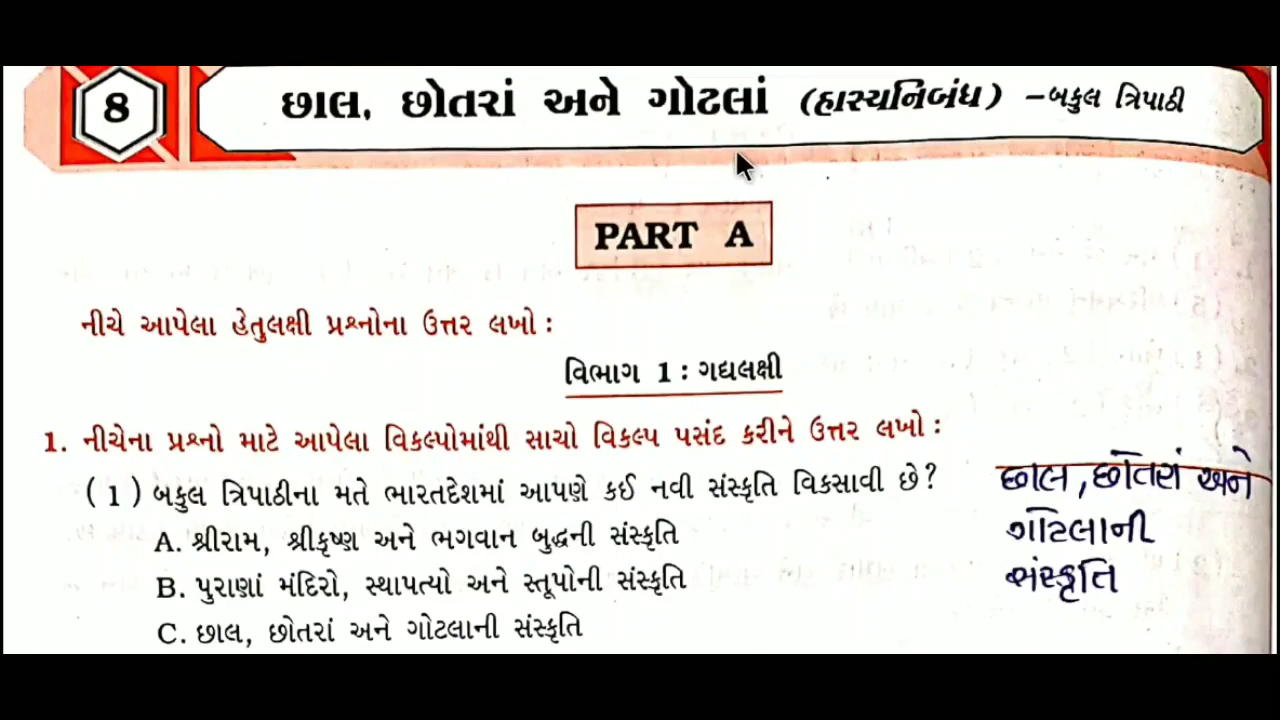 8
છાલ, છોતરાં અને ગોટલાં (હાસ્યનિબંધ) –બકુલ ત્રિપાઠી
PART A
નીચે આપેલા હેતુલક્ષી પ્રશ્નોના ઉત્તર લખો :
વિભાગ 1 : ગદ્યલક્ષી
1. નીચેના પ્રશ્નો માટે આપેલા વિકલ્પોમાંથી સાચો વિકલ્પ પસંદ કરીને ઉત્તર લખો :
(1) બકુલ ત્રિપાઠીના મતે ભારતદેશમાં આપણે કઈ નવી સંસ્કૃતિ વિકસાવી છે?
A. શ્રીરામ, શ્રીકૃષ્ણ અને ભગવાન બુદ્ધની સંસ્કૃતિ
B. પુરાણાં મંદિરો, સ્થાપત્યો અને સ્તૂપોની સંસ્કૃતિ
C. છાલ, છોતરાં અને ગોટલાની સંસ્કૃતિ
છાલ, છોતરાં અને
ગોટલાની
સંસ્કૃતિ